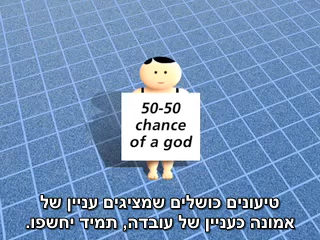 50-50
chance
of a god
טיעונים כושלים שמציגים עניין של
אמונה כעניין של עובדה, תמיד יחשפו.